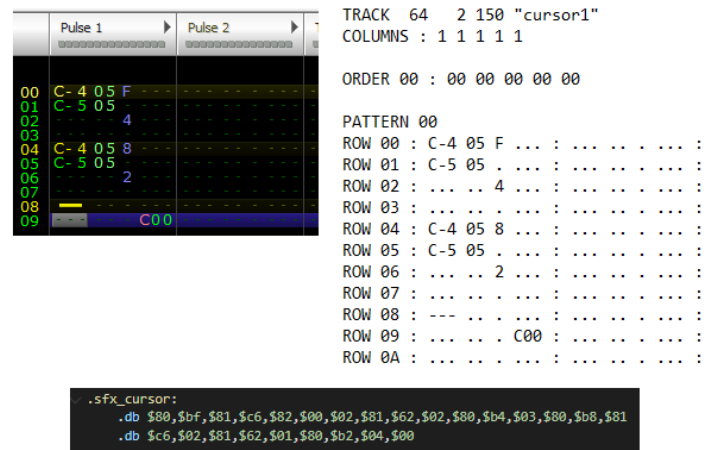 Pulse 1 Pulse 2
00 C- 4 05 F - - - - - - - - - - -
01 C- 5 05 - - - - - - - - - - - -
02 - - - - - 4 - - - - - - - - - - -
03 - - - - - - - - - - - - - - - - -
04 C- 4 05 8 - - - - - - - - - - -
05 C- 5 05 - - - - - - - - - - - -
06 - - - - - 2 - - - - - - - - - - -
07 - - - - - - - - - - - - - - - - -
08 — - - - - - - - - - - - - - -
09 - - - C00 - - - - - - - -
TRACK  64   2 150 "cursor1"
COLUMNS : 1 1 1 1 1
ORDER 00 : 00 00 00 00 00
PATTERN 00
ROW 00 : C-4 05 F ... : ... .. . ... :
ROW 01 : C-5 05 . ... : ... .. . ... :
ROW 02 : ... .. 4 ... : ... .. . ... :
ROW 03 : ... .. . ... : ... .. . ... :
ROW 04 : C-4 05 8 ... : ... .. . ... :
ROW 05 : C-5 05 . ... : ... .. . ... :
ROW 06 : ... .. 2 ... : ... .. . ... :
ROW 07 : ... .. . ... : ... .. . ... :
ROW 08 : --- .. . ... : ... .. . ... :
ROW 09 : ... .. . C00 : ... .. . ... :
ROW 0A : ... .. . ... : ... .. . ... :
.sfx_cursor:
.db $80,$bf,$81,$c6,$82,$00,$02,$81,$62,$02,$80,$b4,$03,$80,$b8,$81
.db $c6,$02,$81,$62,$01,$80,$b2,$04,$00